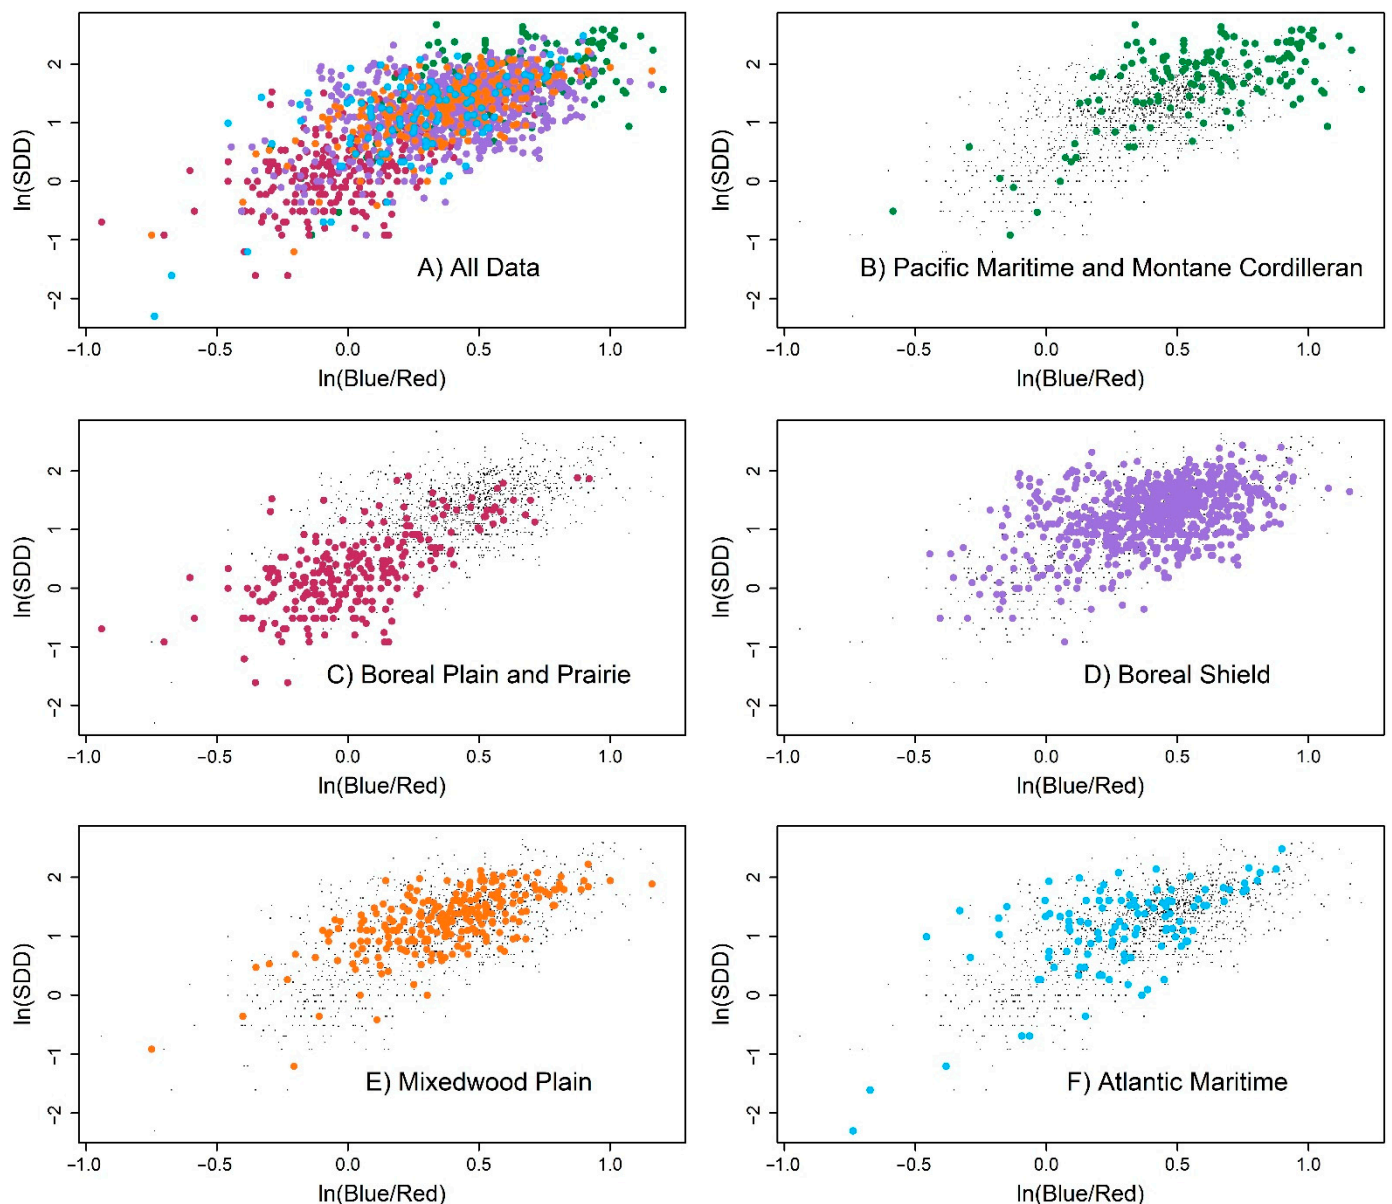 ln(SDD)
2
1
0
−1
−2
A) All Data
−1.0 −0.5 0.0 0.5 1.0
ln(Blue/Red)
ln(SDD)
2
1
0
−1
−2
B) Pacific Maritime and Montane Cordilleran
−1.0 −0.5 0.0 0.5 1.0
ln(Blue/Red)
ln(SDD)
2
1
0
−1
−2
C) Boreal Plain and Prairie
−1.0 −0.5 0.0 0.5 1.0
ln(Blue/Red)
ln(SDD)
2
1
0
−1
−2
D) Boreal Shield
−1.0 −0.5 0.0 0.5 1.0
ln(Blue/Red)
ln(SDD)
2
1
0
−1
−2
E) Mixedwood Plain
−1.0 −0.5 0.0 0.5 1.0
ln(Blue/Red)
ln(SDD)
2
1
0
−1
−2
F) Atlantic Maritime
−1.0 −0.5 0.0 0.5 1.0
ln(Blue/Red)